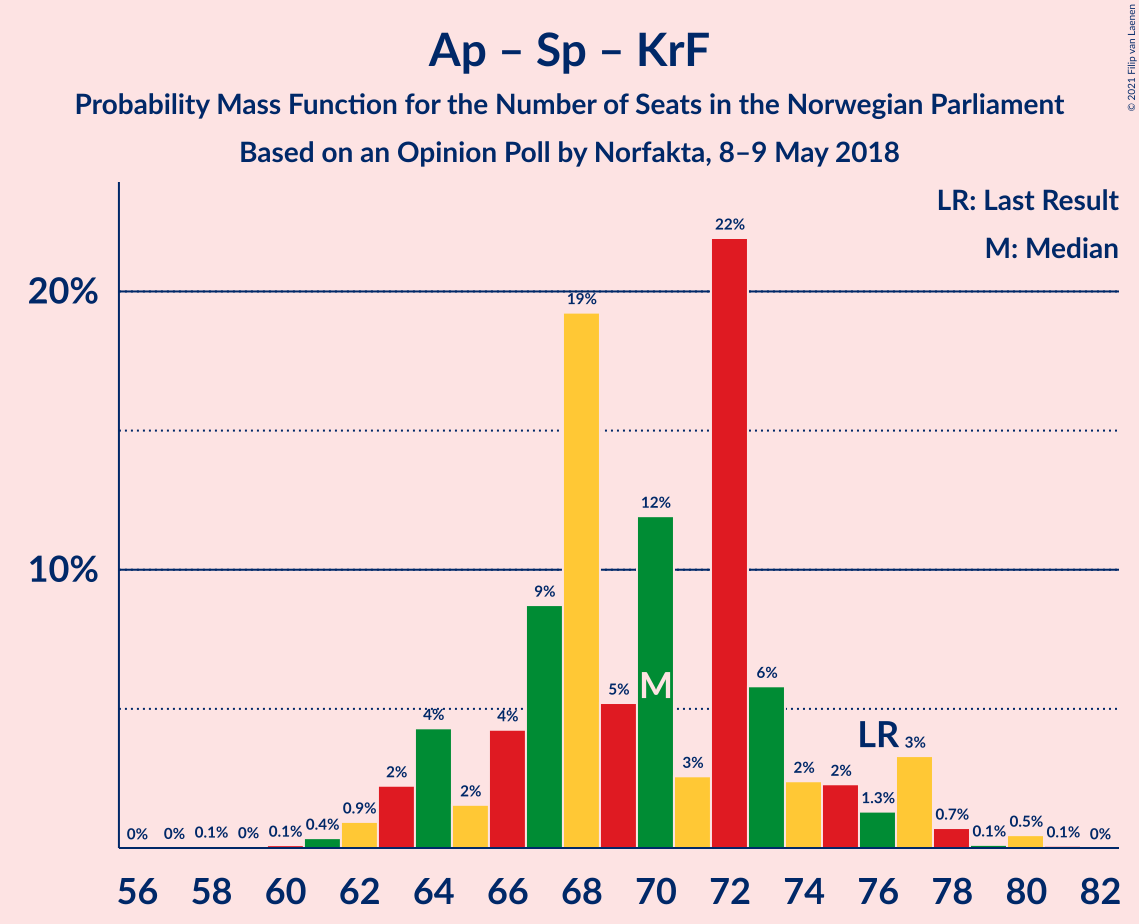 Ap – Sp – KrF
Probability Mass Function for the Number of Seats in the Norwegian Parliament
Based on an Opinion Poll by Norfakta, 8–9 May 2018
© 2021 Filip van Laenen
LR: Last Result
M: Median
20%
10%
0% 0% 0.1% 0% 0.1% 0.4% 0.9% 2% 4% 2% 4% 9% 19% 5% 12% 3% 22% 6% 2% 2% 1.3% 3% 0.7% 0.1% 0.5% 0.1% 0%
M
LR
56 58 60 62 64 66 68 70 72 74 76 78 80 82